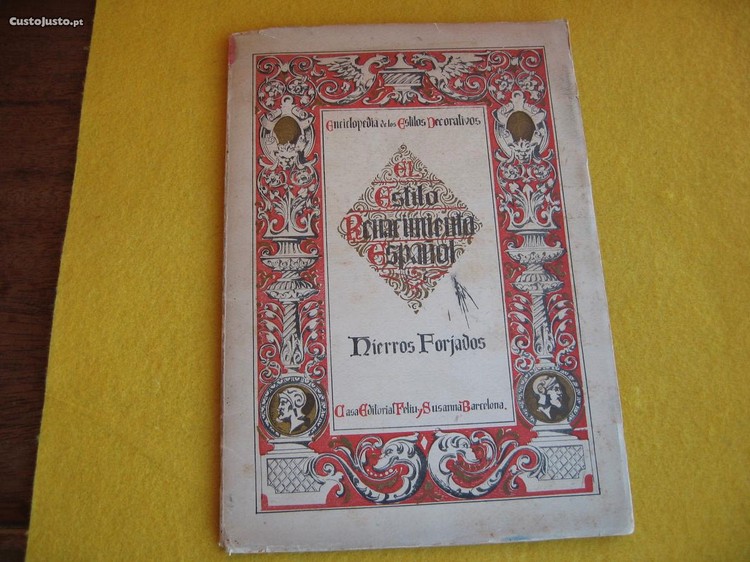 CustoJusto.pt
Enciclopedia de los Estilos Decorativos
El
Estilo
Renacimiento
Español
Hierros Forjados
Casa Editorial Feliu y Susanna Barcelona.